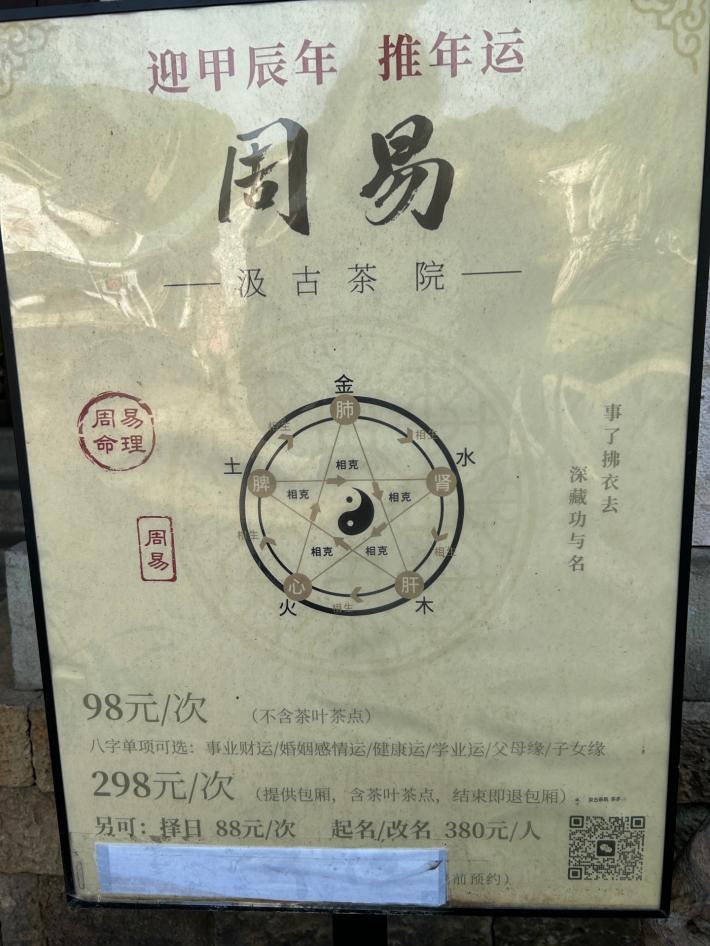 迎甲辰年 推年运
周易
汲古茶院
周易
命理
周易
事了拂衣去
深藏功与名
金
肺
相生
相生
土
脾
相克
水
肾
相克
相克
相生
相生
相克
相克
心
火
相生
肝
木
98元/次 (不含茶叶茶点)
八字单项可选：事业财运/婚姻感情运/健康运/学业运/父母缘/子女缘
298元/次 (提供包厢，含茶叶茶点，结束即退包厢)
另可：择日 88元/次 起名/改名 380元/人
前预约)